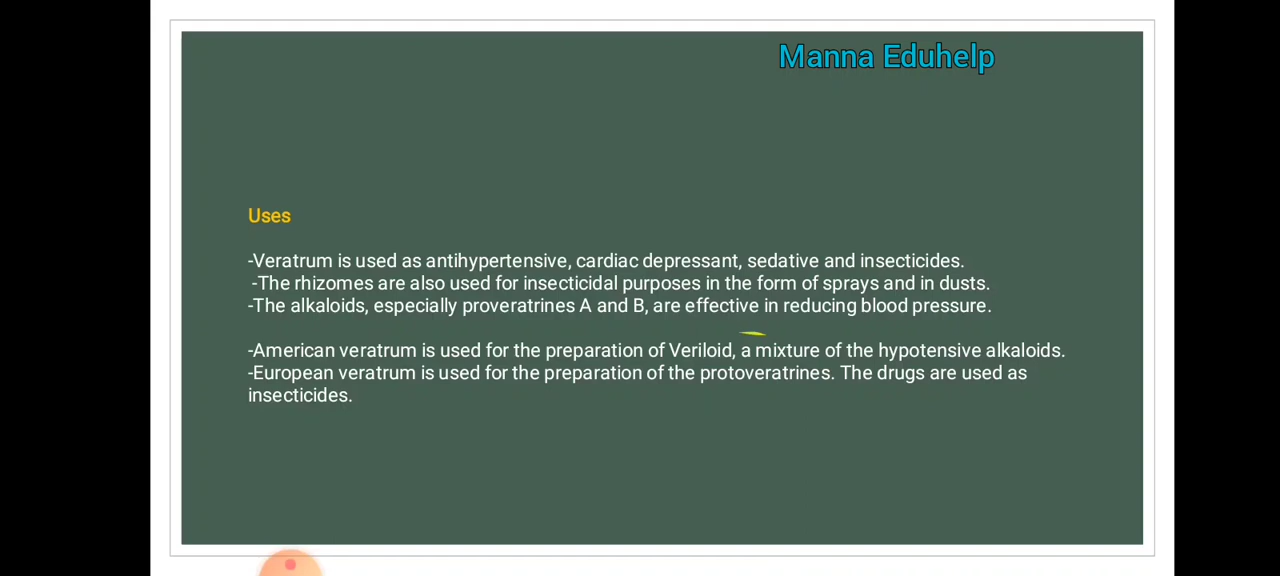 Manna Eduhelp
Uses
-Veratrum is used as antihypertensive, cardiac depressant, sedative and insecticides.
-The rhizomes are also used for insecticidal purposes in the form of sprays and in dusts.
-The alkaloids, especially proveratrines A and B, are effective in reducing blood pressure.
-American veratrum is used for the preparation of Veriloid, a mixture of the hypotensive alkaloids.
-European veratrum is used for the preparation of the protoveratrines. The drugs are used as
insecticides.